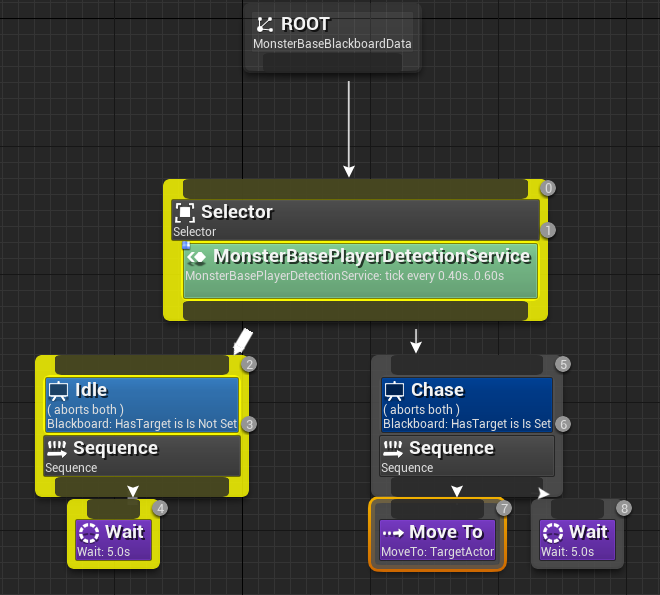 ROOT
MonsterBaseBlackboardData
0
Selector
Selector
1
MonsterBasePlayerDetectionService
MonsterBasePlayerDetectionService: tick every 0.40s..0.60s
2
Idle
( aborts both )
Blackboard: HasTarget is Is Not Set
3
Sequence
Sequence
4
Wait
Wait: 5.0s
5
Chase
( aborts both )
Blackboard: HasTarget is Is Set
6
Sequence
Sequence
7
Move To
MoveTo: TargetActor
8
Wait
Wait: 5.0s